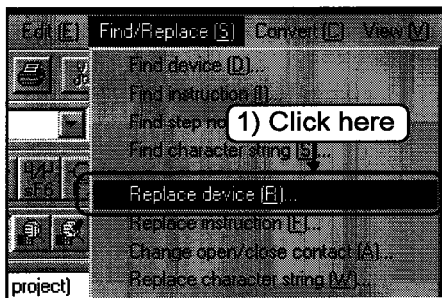 Edit (E) Find/Replace (S) Convert (C) View (V)
Find device (D)...
Find instruction (I)...
Find step no
1) Click here
Find character string (S)...
sF6
Replace device (R)...
Replace instruction (F)...
Change open/close contact (A)...
project)
Replace character string (W)...